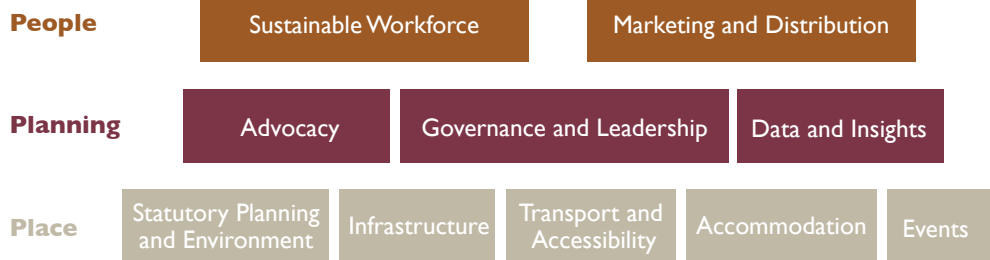 People
Sustainable Workforce
Marketing and Distribution
Planning
Advocacy
Governance and Leadership
Data and Insights
Place
Statutory Planning
and Environment
Infrastructure
Transport and
Accessibility
Accommodation
Events